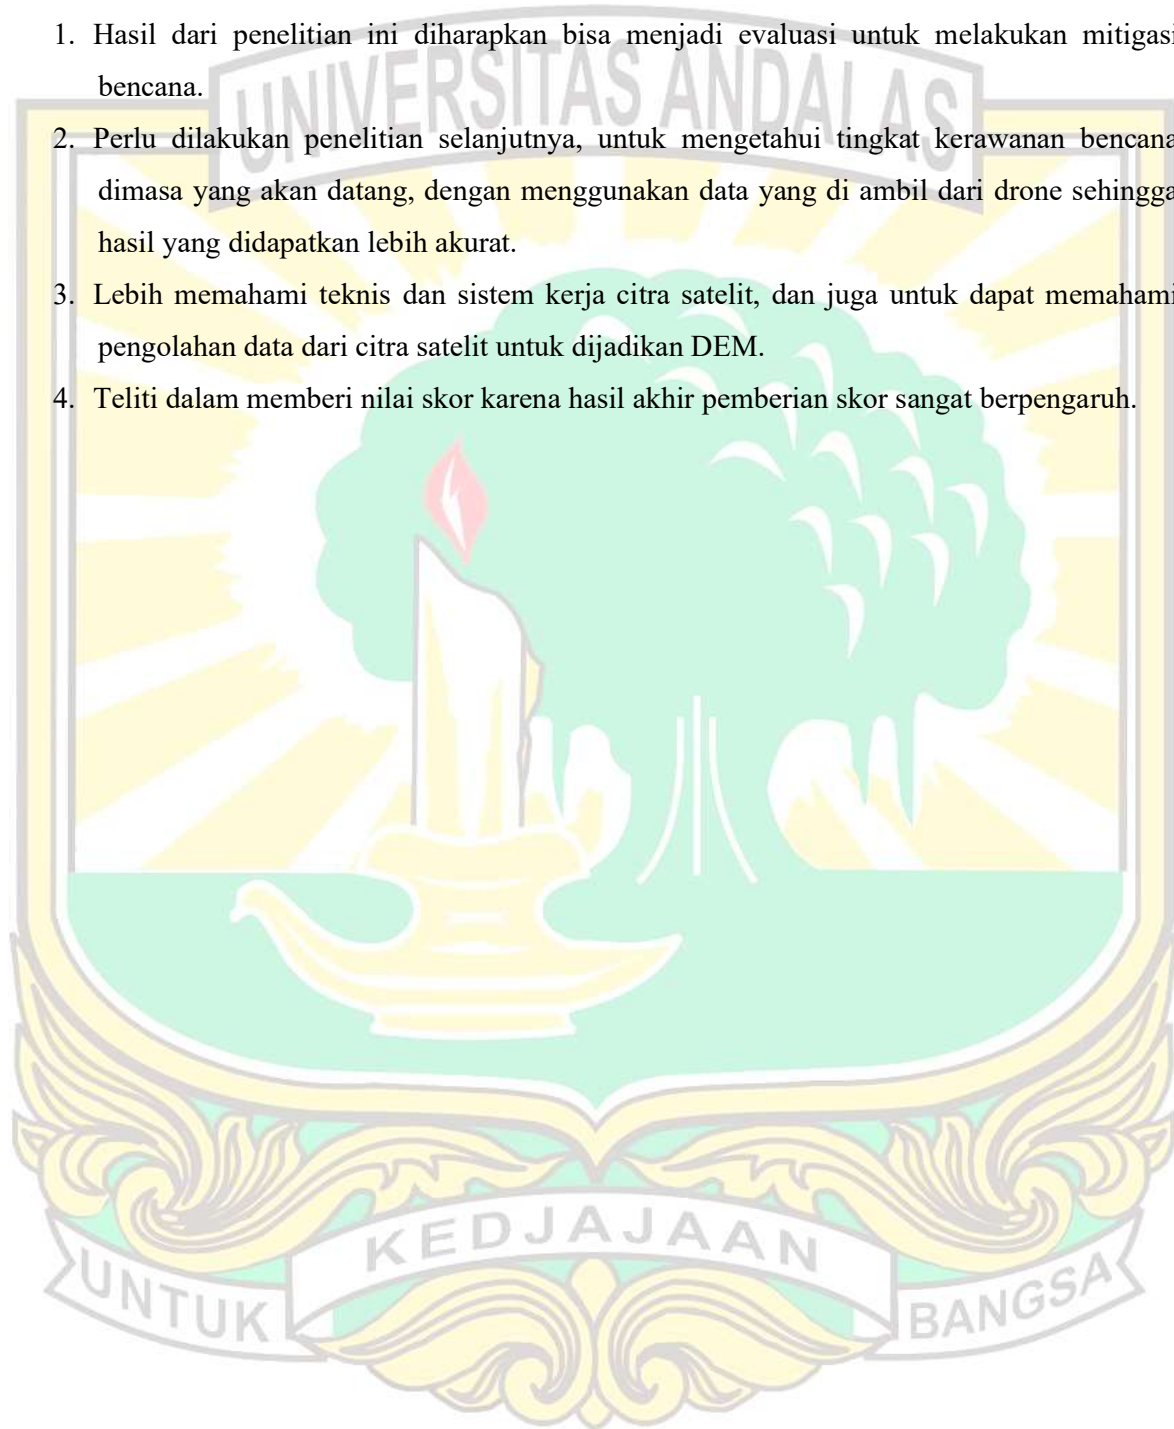 1. Hasil dari penelitian ini diharapkan bisa menjadi evaluasi untuk melakukan mitigasi
bencana.
2. Perlu dilakukan penelitian selanjutnya, untuk mengetahui tingkat kerawanan bencana
dimasa yang akan datang, dengan menggunakan data yang di ambil dari drone sehingga
hasil yang didapatkan lebih akurat.
3. Lebih memahami teknis dan sistem kerja citra satelit, dan juga untuk dapat memahami
pengolahan data dari citra satelit untuk dijadikan DEM.
4. Teliti dalam memberi nilai skor karena hasil akhir pemberian skor sangat berpengaruh.
UNIVERSITAS ANDALAS
UNTUK KEDJAJAAN BANGSA